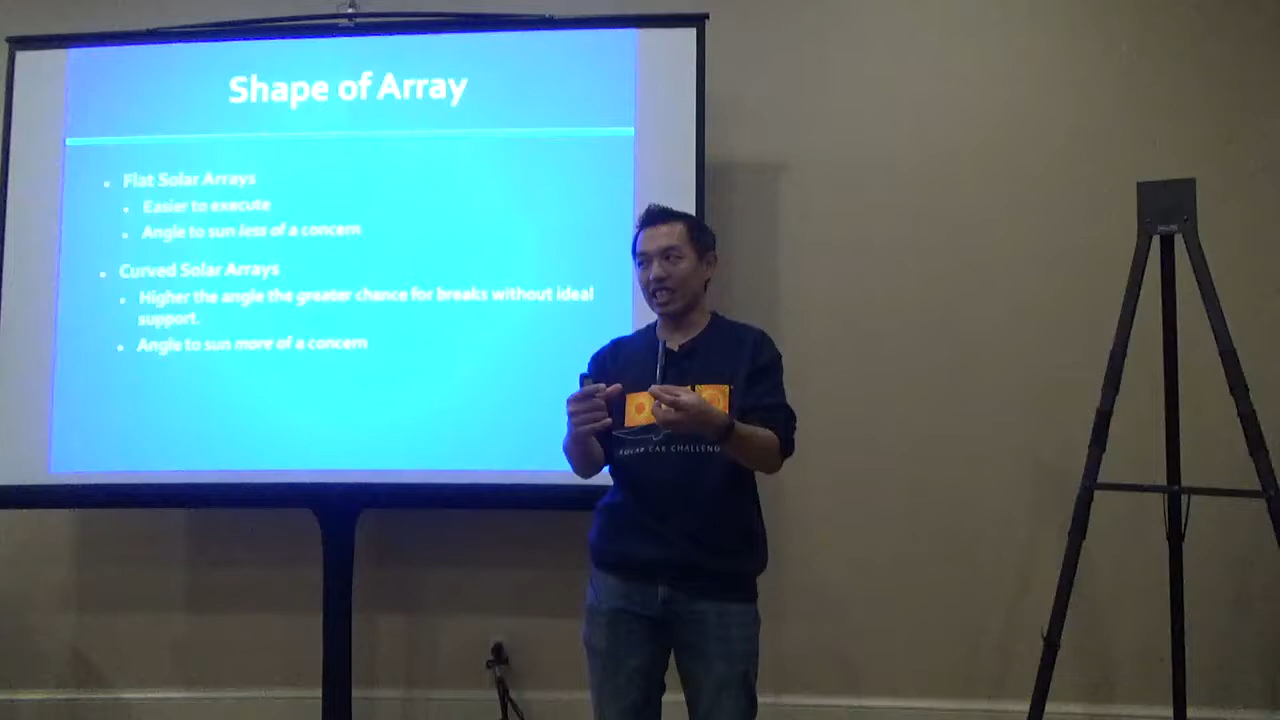 Shape of Array
Flat Solar Arrays
Easier to execute
Angle to sun less of a concern
Curved Solar Arrays
Higher the angle the greater chance for breaks without ideal
support.
Angle to sun more of a concern
SOLAR CAR CHALLENG